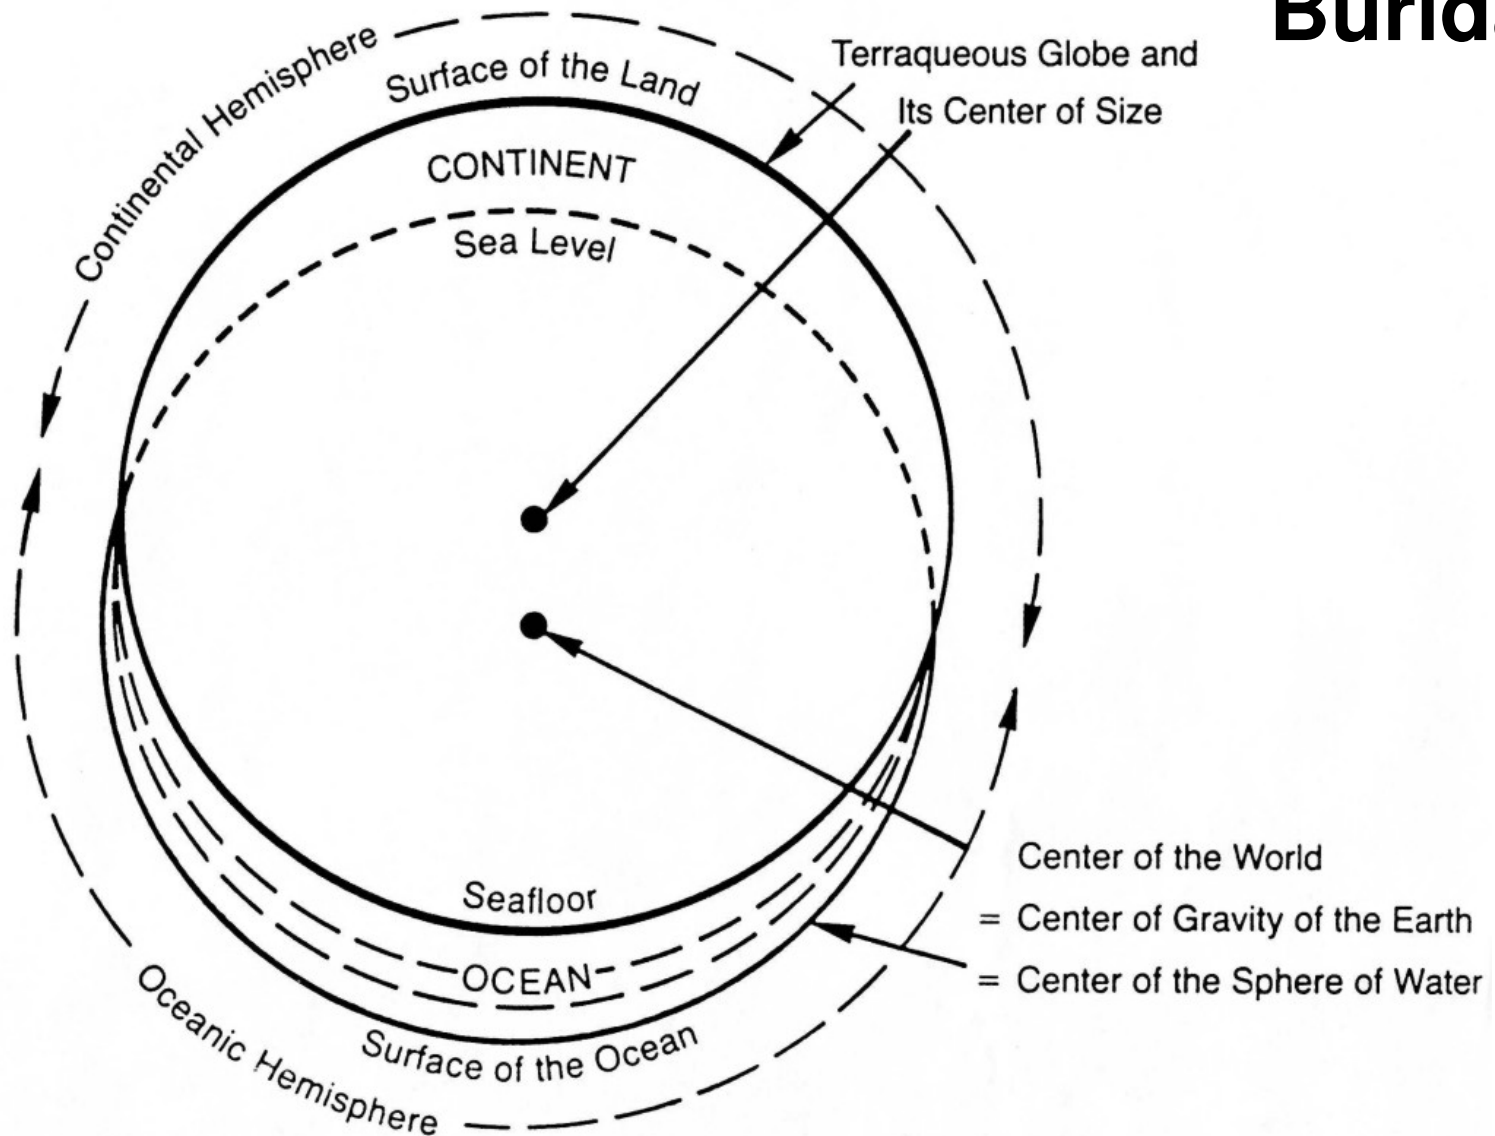 Continental Hemisphere
Surface of the Land
Terraqueous Globe and
Its Center of Size
CONTINENT
Sea Level
Seafloor
OCEAN
Surface of the Ocean
Oceanic Hemisphere
Center of the World
= Center of Gravity of the Earth
= Center of the Sphere of Water